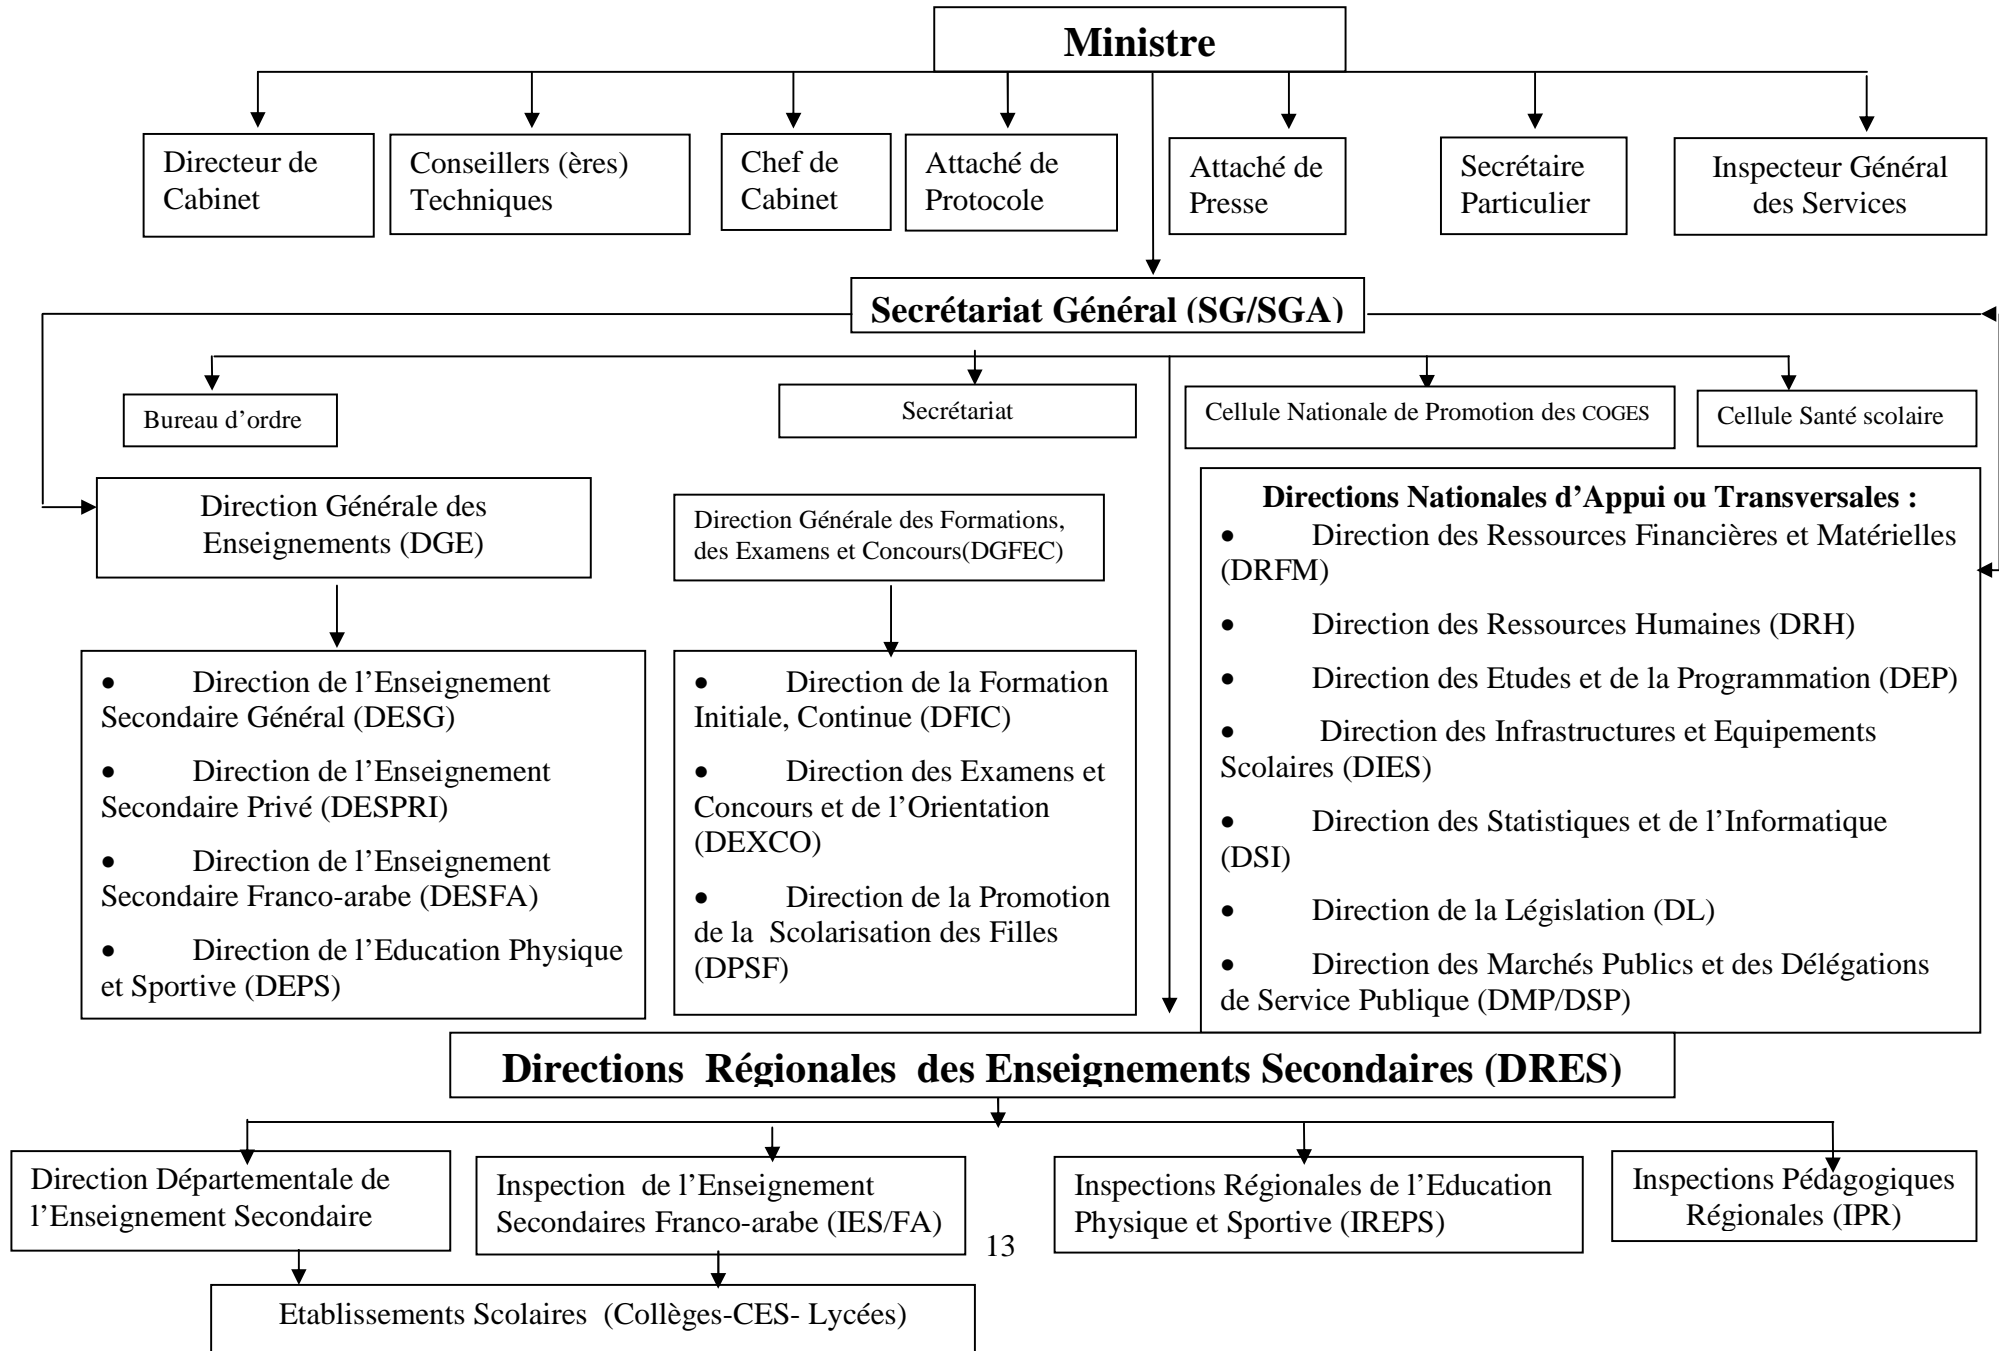 Ministre
Directeur de
Cabinet
Conseillers (ères)
Techniques
Chef de
Cabinet
Attaché de
Protocole
Attaché de
Presse
Secrétaire
Particulier
Inspecteur Général
des Services
Secrétariat Général (SG/SGA)
Bureau d’ordre
Secrétariat
Cellule Nationale de Promotion des COGES
Cellule Santé scolaire
Direction Générale des
Enseignements (DGE)
Direction Générale des Formations,
des Examens et Concours(DGFEC)
Directions Nationales d’Appui ou Transversales :
• Direction des Ressources Financières et Matérielles
(DRFM)
• Direction des Ressources Humaines (DRH)
• Direction des Etudes et de la Programmation (DEP)
• Direction des Infrastructures et Equipements
Scolaires (DIES)
• Direction des Statistiques et de l’Informatique
(DSI)
• Direction de la Législation (DL)
• Direction des Marchés Publics et des Délégations
de Service Publique (DMP/DSP)
• Direction de l’Enseignement
Secondaire Général (DESG)
• Direction de l’Enseignement
Secondaire Privé (DESPRI)
• Direction de l’Enseignement
Secondaire Franco-arabe (DESFA)
• Direction de l’Education Physique
et Sportive (DEPS)
• Direction de la Formation
Initiale, Continue (DFIC)
• Direction des Examens et
Concours et de l’Orientation
(DEXCO)
• Direction de la Promotion
de la Scolarisation des Filles
(DPSF)
Directions Régionales des Enseignements Secondaires (DRES)
Direction Départementale de
l’Enseignement Secondaire
Inspection de l’Enseignement
Secondaires Franco-arabe (IES/FA)
Inspections Régionales de l’Education
Physique et Sportive (IREPS)
Inspections Pédagogiques
Régionales (IPR)
13
Etablissements Scolaires (Collèges-CES- Lycées)